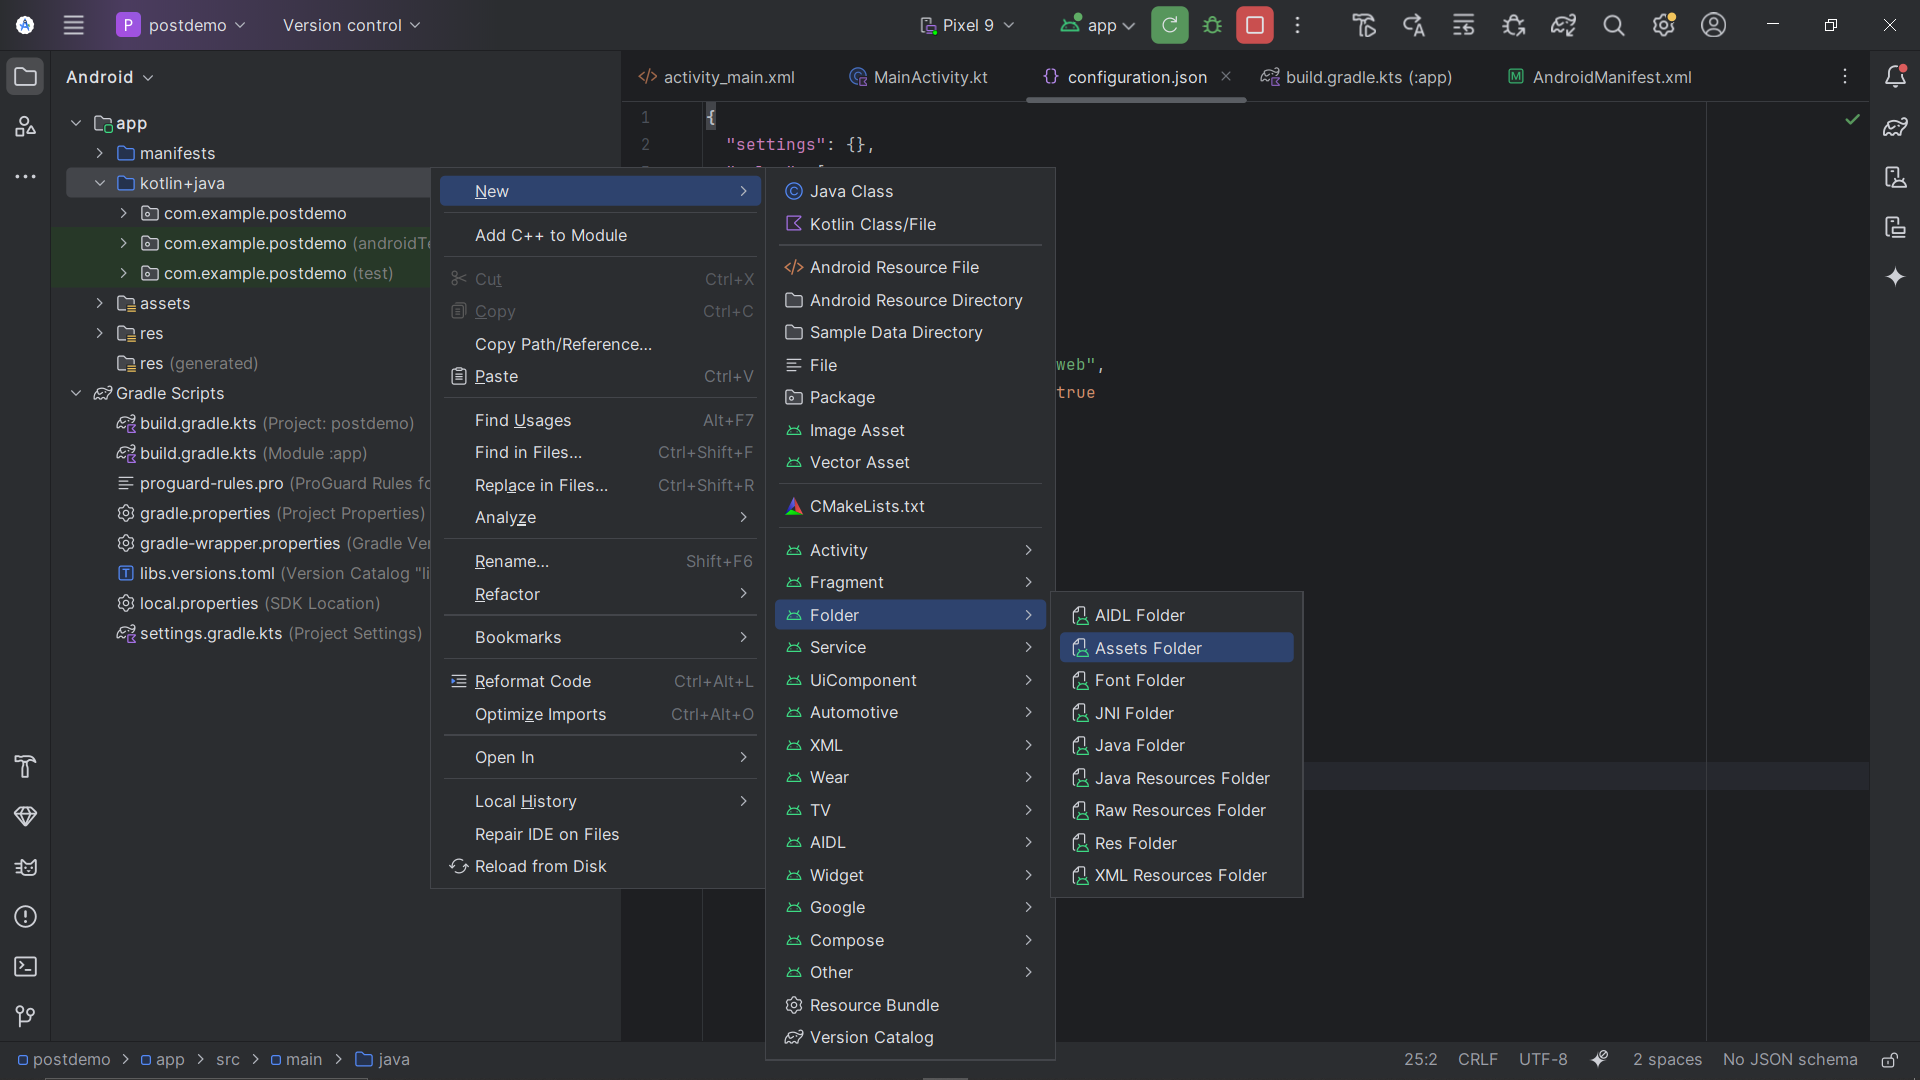 P postdemo Version control Pixel 9 app
Android
activity_main.xml MainActivity.kt configuration.json build.gradle.kts (:app) AndroidManifest.xml
app
manifests
kotlin+java
com.example.postdemo
com.example.postdemo (androidTe
com.example.postdemo (test)
assets
res
res (generated)
Gradle Scripts
build.gradle.kts (Project: postdemo)
build.gradle.kts (Module :app)
proguard-rules.pro (ProGuard Rules fo
gradle.properties (Project Properties)
gradle-wrapper.properties (Gradle Ver
libs.versions.toml (Version Catalog "li
local.properties (SDK Location)
settings.gradle.kts (Project Settings)
1 {
2 "settings": {},
web",
true
New
Add C++ to Module
Cut Ctrl+X
Copy Ctrl+C
Copy Path/Reference...
Paste Ctrl+V
Find Usages Alt+F7
Find in Files... Ctrl+Shift+F
Replace in Files... Ctrl+Shift+R
Analyze
Rename... Shift+F6
Refactor
Bookmarks
Reformat Code Ctrl+Alt+L
Optimize Imports Ctrl+Alt+O
Open In
Local History
Repair IDE on Files
Reload from Disk
Java Class
Kotlin Class/File
Android Resource File
Android Resource Directory
Sample Data Directory
File
Package
Image Asset
Vector Asset
CMakeLists.txt
Activity
Fragment
Folder
Service
UiComponent
Automotive
XML
Wear
TV
AIDL
Widget
Google
Compose
Other
Resource Bundle
Version Catalog
AIDL Folder
Assets Folder
Font Folder
JNI Folder
Java Folder
Java Resources Folder
Raw Resources Folder
Res Folder
XML Resources Folder
postdemo > app > src > main > java 25:2 CRLF UTF-8 2 spaces No JSON schema